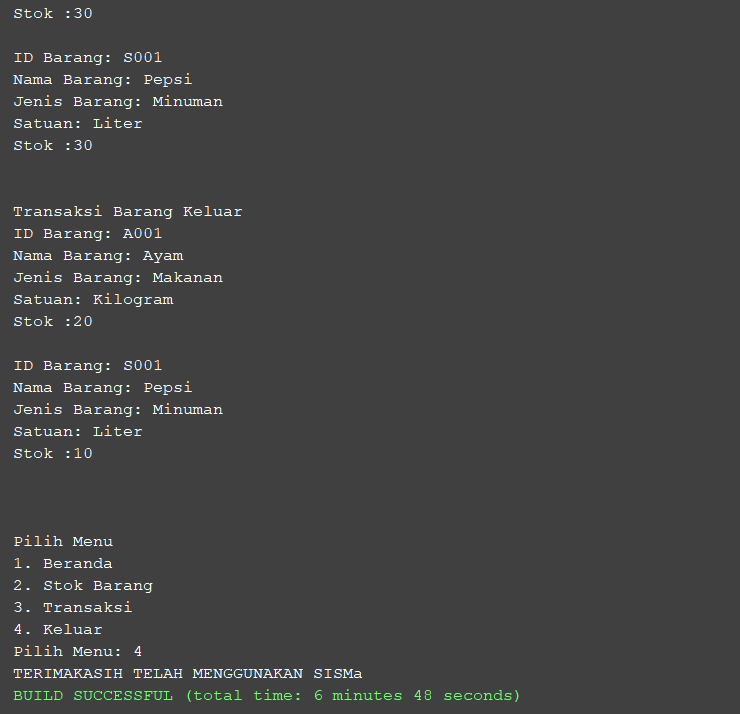 Stok :30
ID Barang: S001
Nama Barang: Pepsi
Jenis Barang: Minuman
Satuan: Liter
Stok :30
Transaksi Barang Keluar
ID Barang: A001
Nama Barang: Ayam
Jenis Barang: Makanan
Satuan: Kilogram
Stok :20
ID Barang: S001
Nama Barang: Pepsi
Jenis Barang: Minuman
Satuan: Liter
Stok :10
Pilih Menu
1. Beranda
2. Stok Barang
3. Transaksi
4. Keluar
Pilih Menu: 4
TERIMAKASIH TELAH MENGGUNAKAN SISMa
BUILD SUCCESSFUL (total time: 6 minutes 48 seconds)